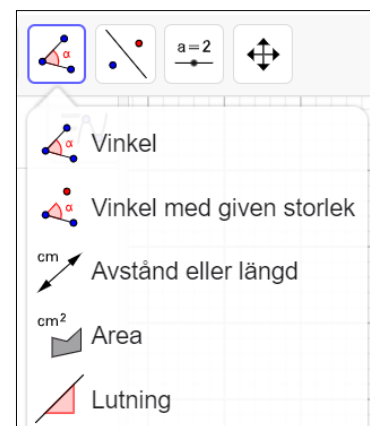 α
a = 2
Vinkel
α
Vinkel med given storlek
α
cm
Avstånd eller längd
cm²
Area
Lutning